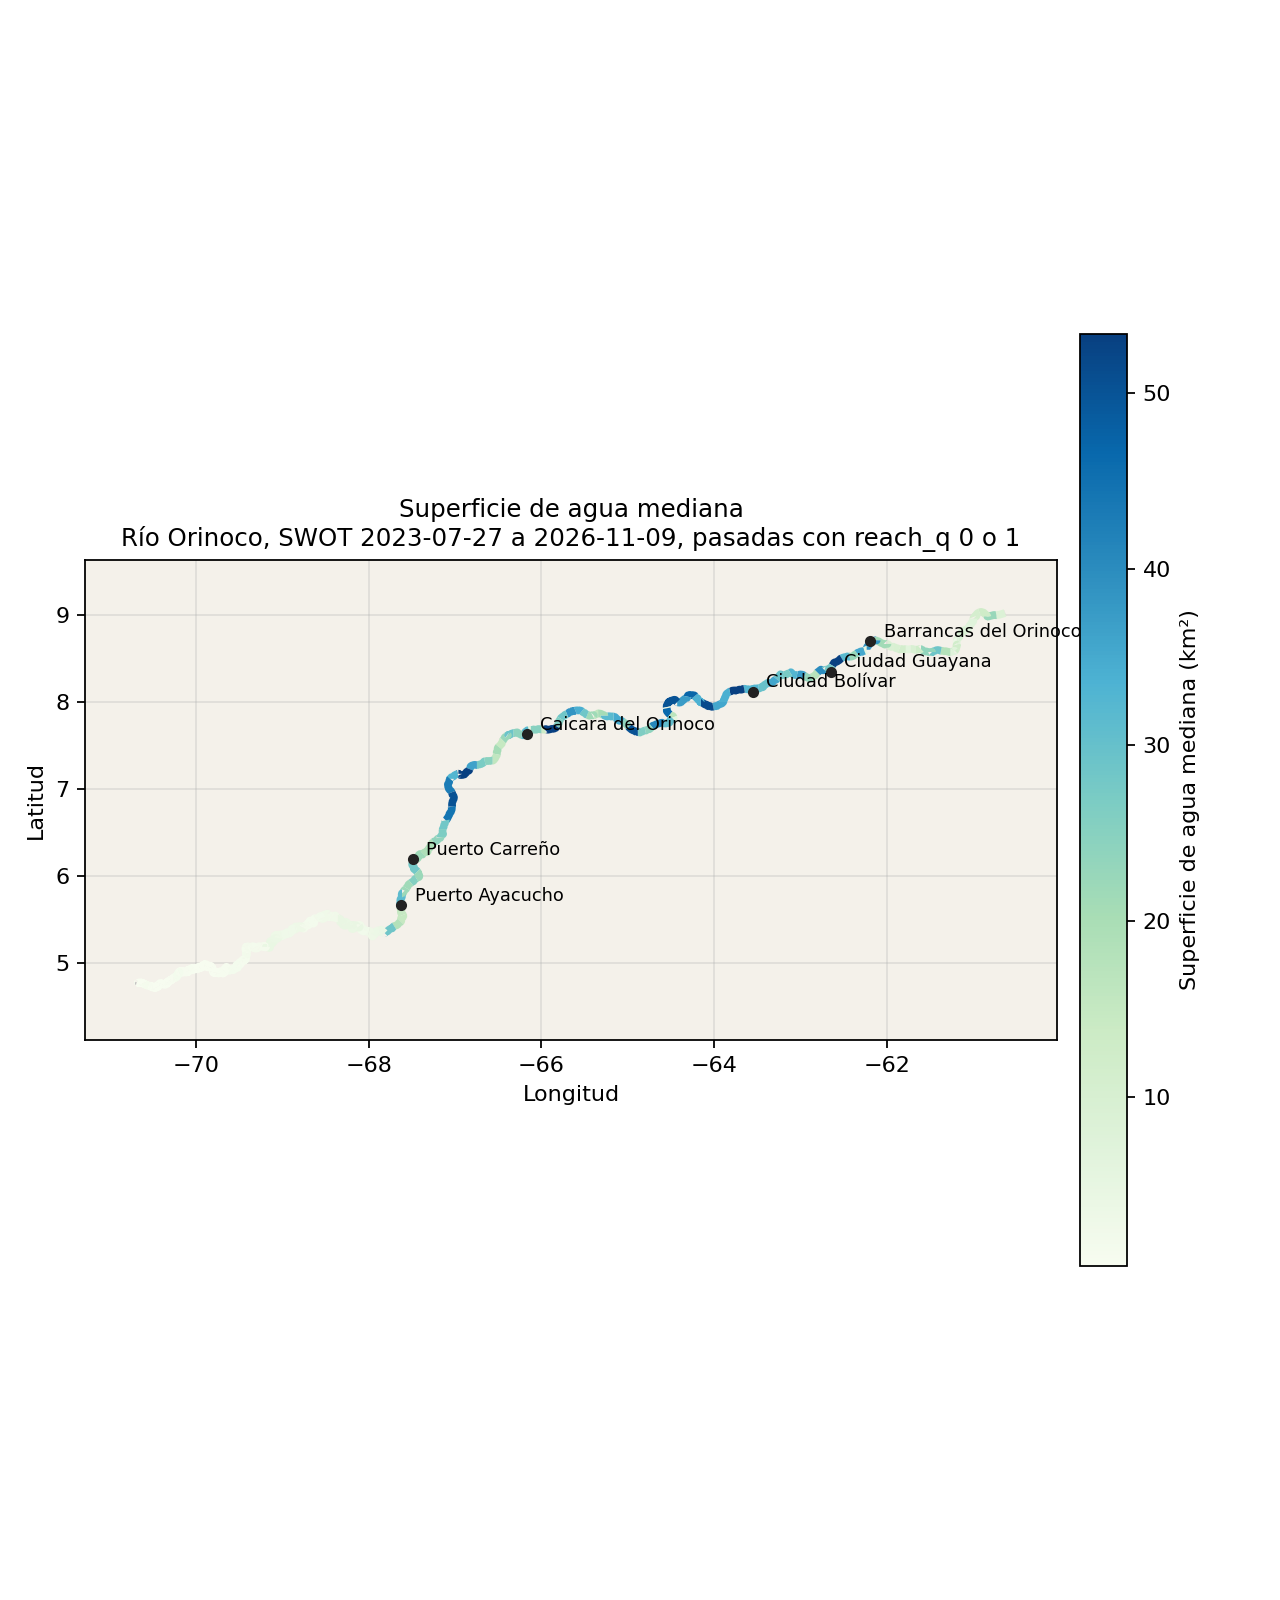 Superficie de agua mediana
Río Orinoco, SWOT 2023-07-27 a 2026-11-09, pasadas con reach_q 0 o 1
9
8
7
6
5
Latitud
Barrancas del Orinoco
Ciudad Guayana
Ciudad Bolívar
Caicara del Orinoco
Puerto Carreño
Puerto Ayacucho
−70
−68
−66
−64
−62
Longitud
50
40
30
20
10
Superficie de agua mediana (km²)